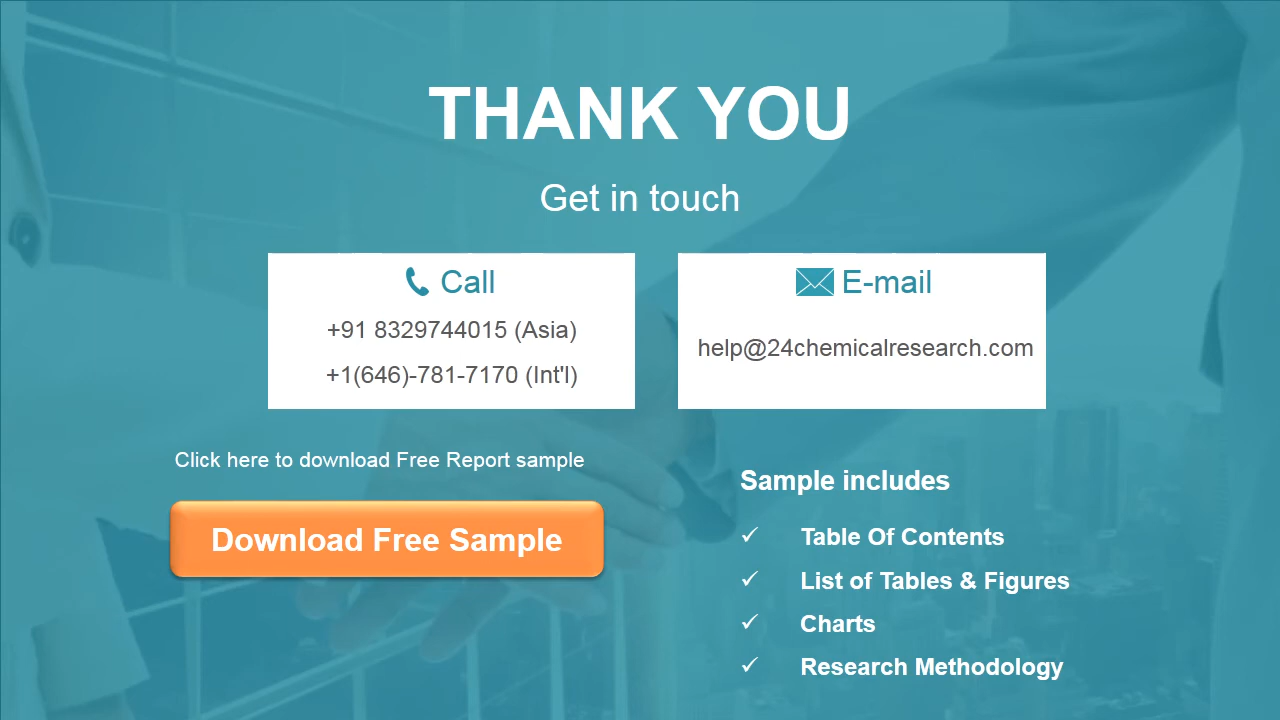 THANK YOU
Get in touch
Call
+91 8329744015 (Asia)
+1(646)-781-7170 (Int'l)
E-mail
help@24chemicalresearch.com
Click here to download Free Report sample
Download Free Sample
Sample includes
✓ Table Of Contents
✓ List of Tables & Figures
✓ Charts
✓ Research Methodology